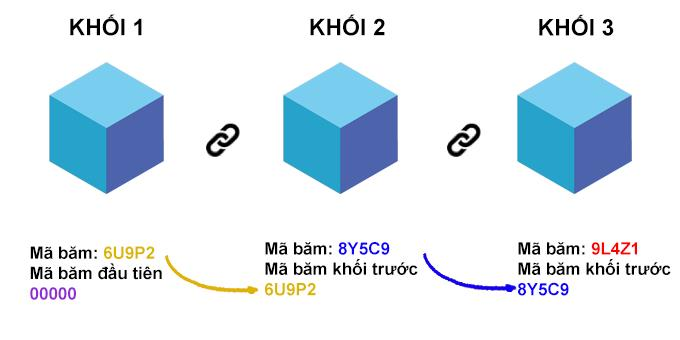 KHỐI 1
KHỐI 2
KHỐI 3
Mã băm: 6U9P2
Mã băm đầu tiên
00000
Mã băm: 8Y5C9
Mã băm khối trước
6U9P2
Mã băm: 9L4Z1
Mã băm khối trước
8Y5C9